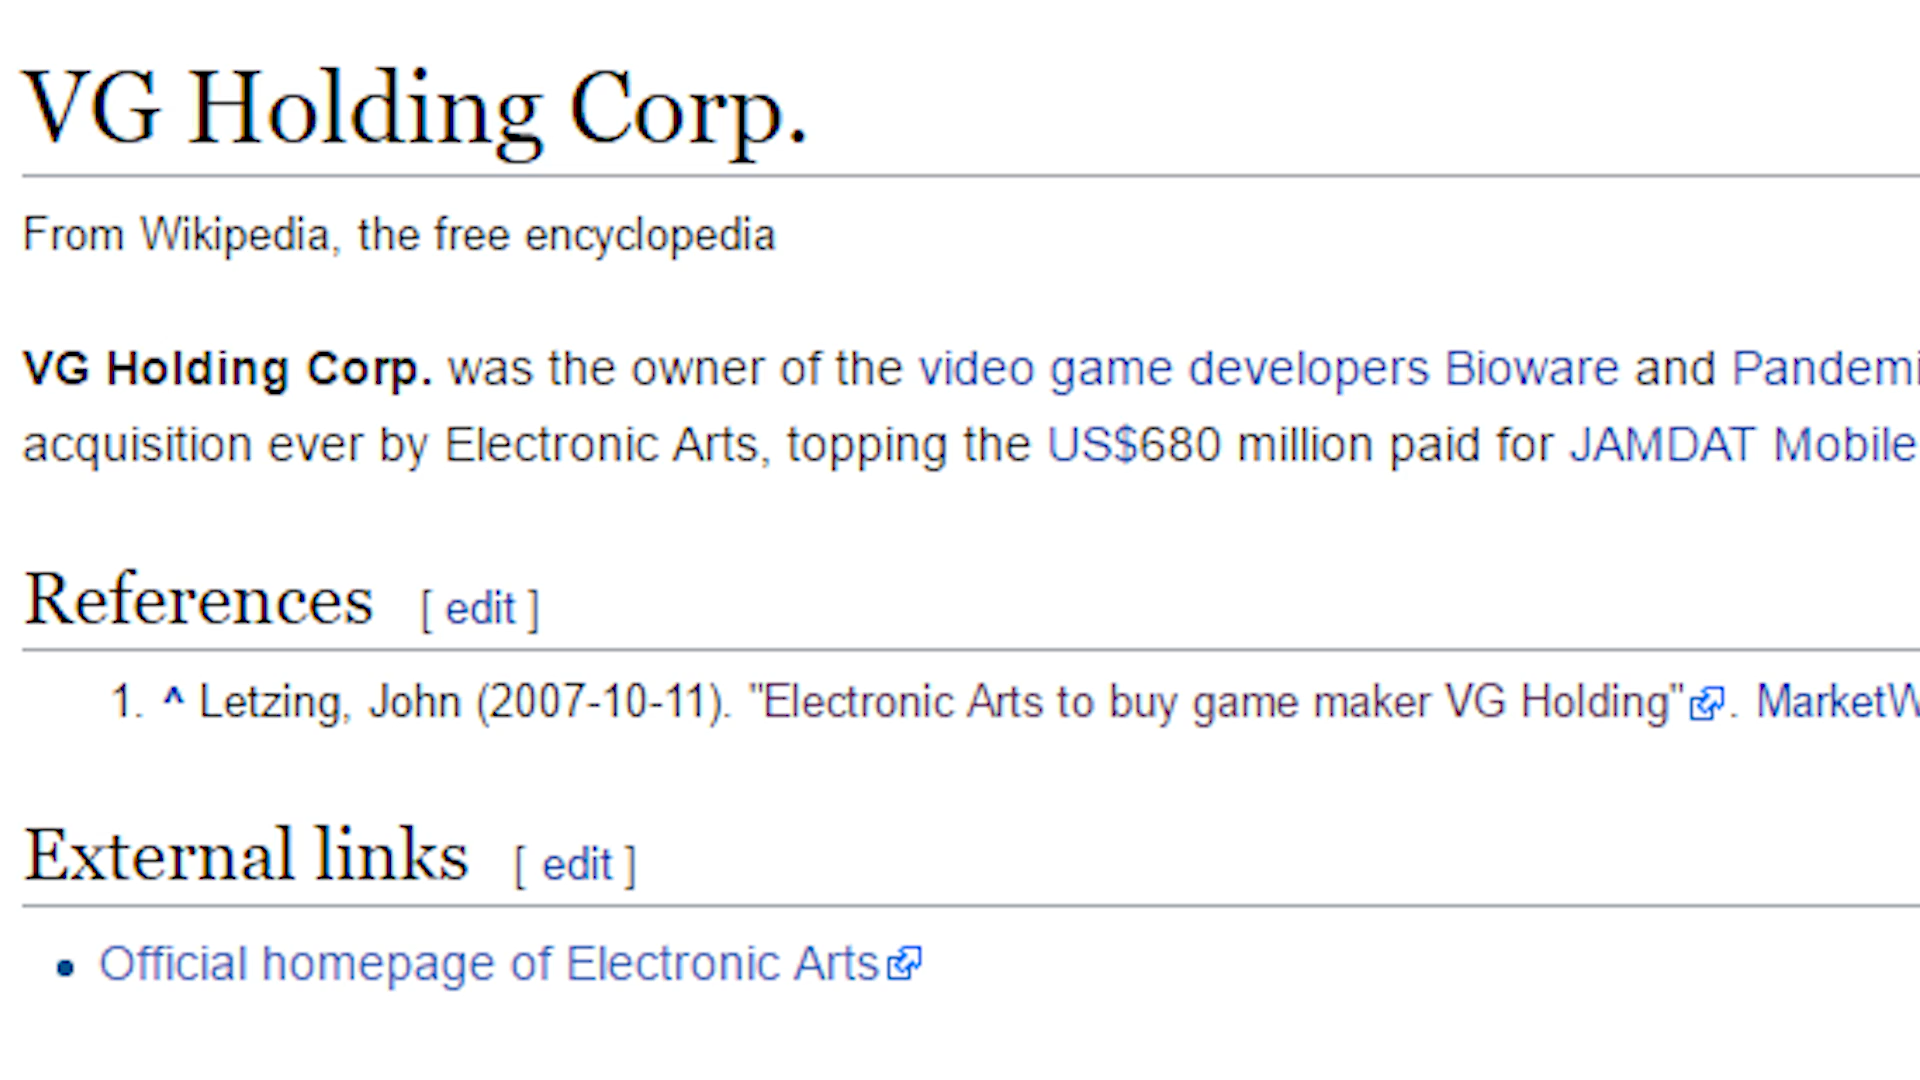 VG Holding Corp.
From Wikipedia, the free encyclopedia
VG Holding Corp. was the owner of the video game developers Bioware and Pandemi
acquisition ever by Electronic Arts, topping the US$680 million paid for JAMDAT Mobile
References [ edit ]
1. ^ Letzing, John (2007-10-11). "Electronic Arts to buy game maker VG Holding". MarketW
External links [ edit ]
• Official homepage of Electronic Arts